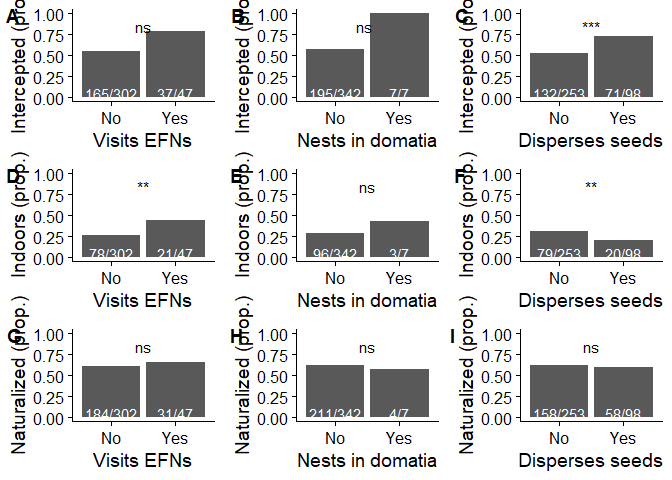 A
Intercepted (prop.)
1.00
0.75
0.50
0.25
0.00
ns
165/302
37/47
No
Yes
Visits EFNs
B
Intercepted (prop.)
1.00
0.75
0.50
0.25
0.00
ns
195/342
7/7
No
Yes
Nests in domatia
C
Intercepted (prop.)
1.00
0.75
0.50
0.25
0.00
***
132/253
71/98
No
Yes
Disperses seeds
D
Indoors (prop.)
1.00
0.75
0.50
0.25
0.00
**
78/302
21/47
No
Yes
Visits EFNs
E
Indoors (prop.)
1.00
0.75
0.50
0.25
0.00
ns
96/342
3/7
No
Yes
Nests in domatia
F
Indoors (prop.)
1.00
0.75
0.50
0.25
0.00
**
79/253
20/98
No
Yes
Disperses seeds
G
Naturalized (prop.)
1.00
0.75
0.50
0.25
0.00
ns
184/302
31/47
No
Yes
Visits EFNs
H
Naturalized (prop.)
1.00
0.75
0.50
0.25
0.00
ns
211/342
4/7
No
Yes
Nests in domatia
I
Naturalized (prop.)
1.00
0.75
0.50
0.25
0.00
ns
158/253
58/98
No
Yes
Disperses seeds